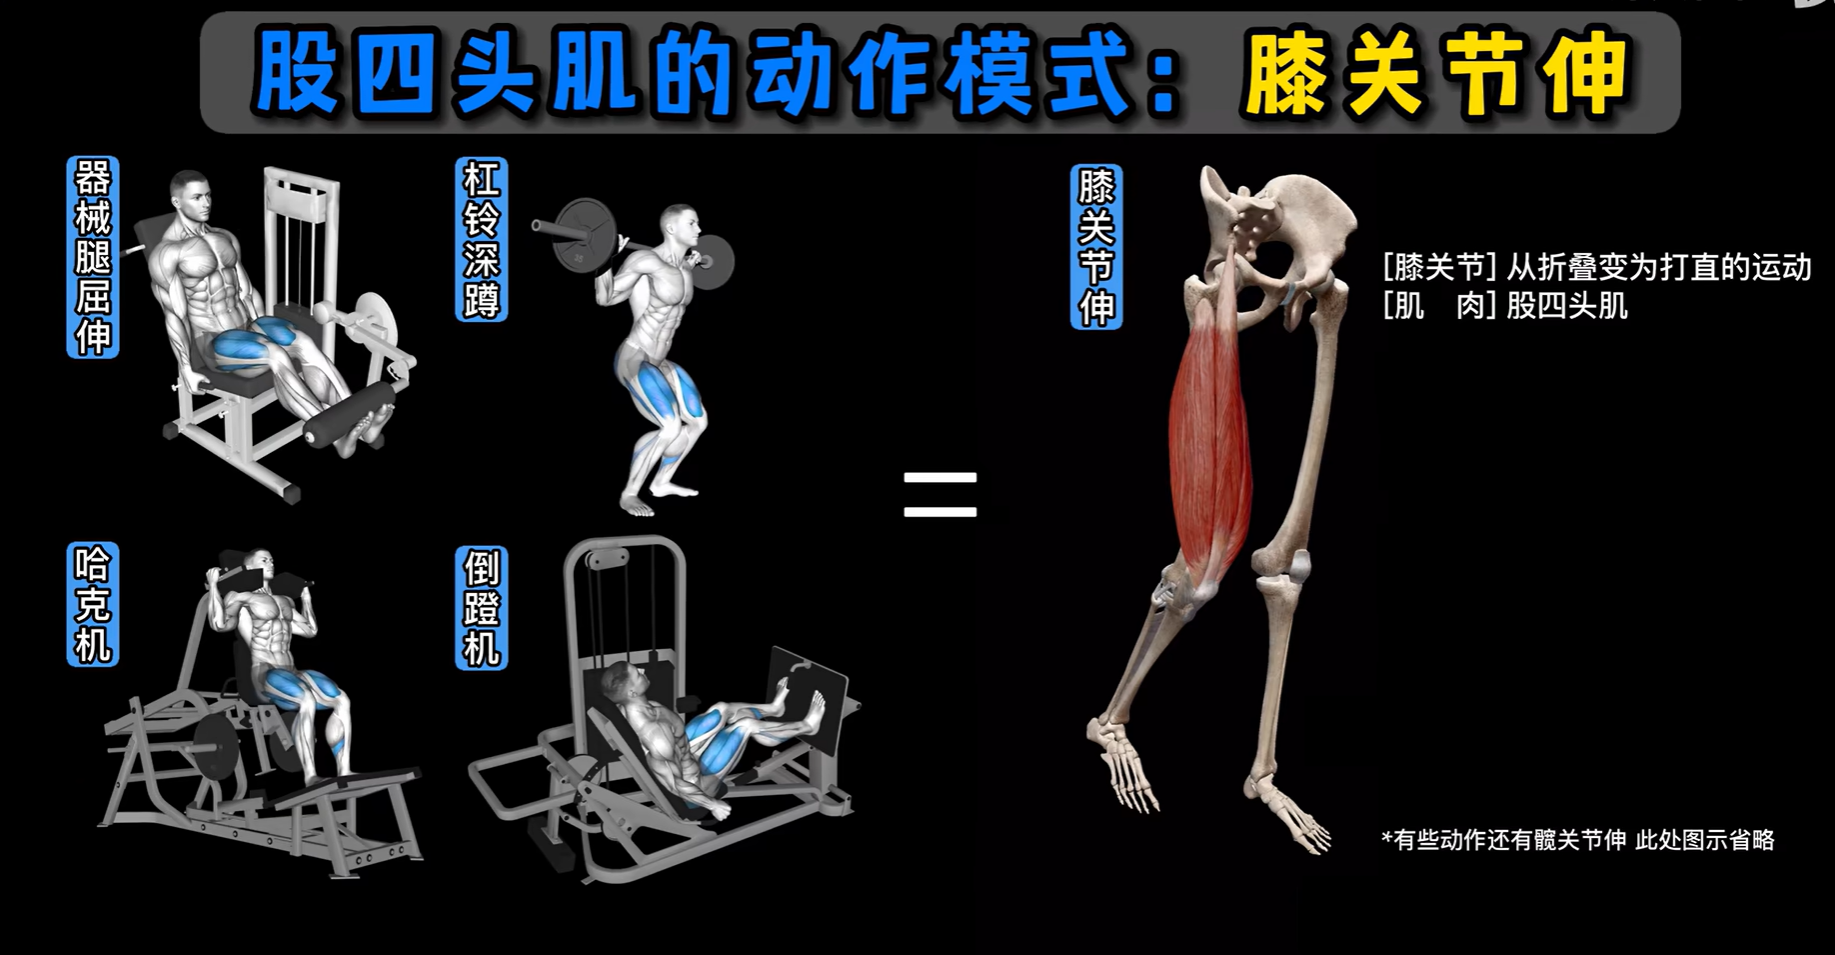 股四头肌的动作模式：膝关节伸
器械腿屈伸
杠铃深蹲
哈克机
倒蹬机
膝关节伸
[膝关节] 从折叠变为打直的运动
[肌　肉] 股四头肌
*有些动作还有髋关节伸 此处图示省略